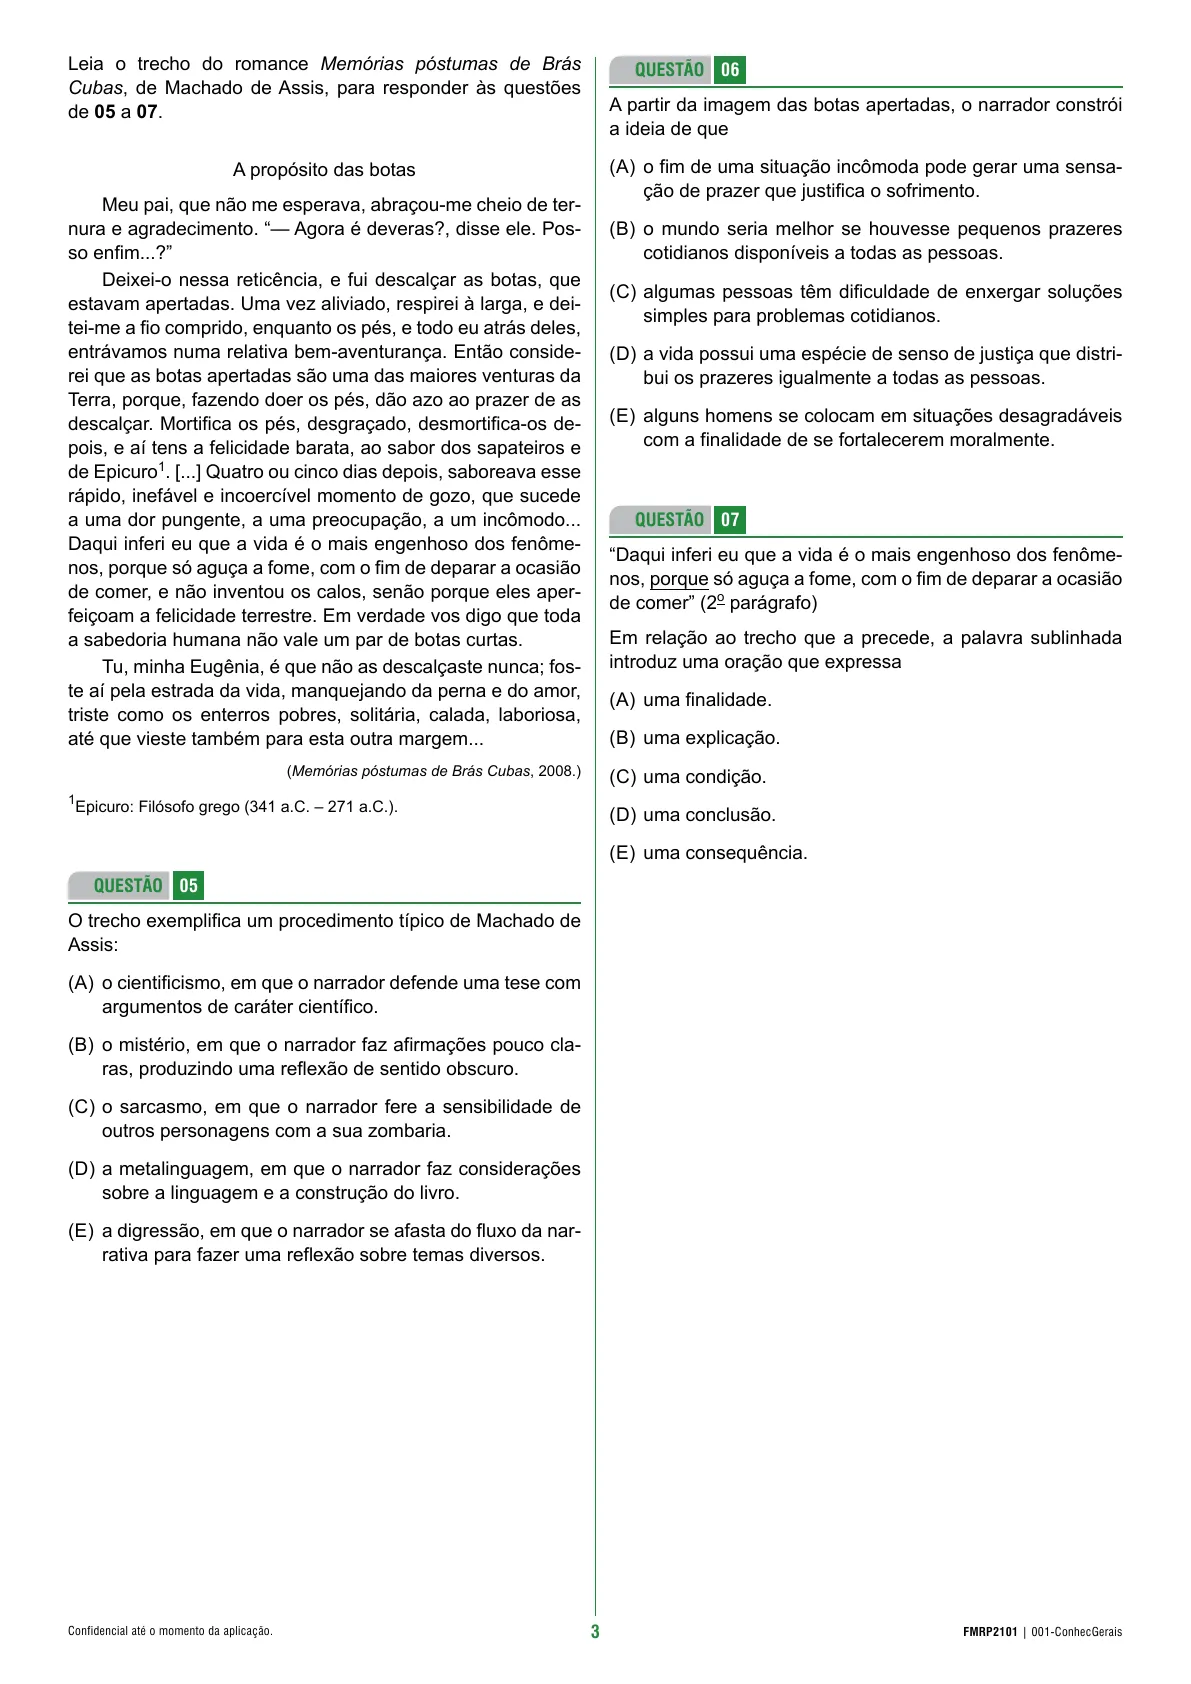 Leia o trecho do romance Memórias póstumas de Brás
Cubas, de Machado de Assis, para responder às questões
de 05 a 07.
A propósito das botas
Meu pai, que não me esperava, abraçou-me cheio de ter-
nura e agradecimento. “— Agora é deveras?, disse ele. Pos-
so enfim...?”
Deixei-o nessa reticência, e fui descalçar as botas, que
estavam apertadas. Uma vez aliviado, respirei à larga, e dei-
tei-me a fio comprido, enquanto os pés, e todo eu atrás deles,
entrávamos numa relativa bem-aventurança. Então conside-
rei que as botas apertadas são uma das maiores venturas da
Terra, porque, fazendo doer os pés, dão azo ao prazer de as
descalçar. Mortifica os pés, desgraçado, desmortifica-os de-
pois, e aí tens a felicidade barata, ao sabor dos sapateiros e
de Epicuro¹. [...] Quatro ou cinco dias depois, saboreava esse
rápido, inefável e incoercível momento de gozo, que sucede
a uma dor pungente, a uma preocupação, a um incômodo...
Daqui inferi eu que a vida é o mais engenhoso dos fenôme-
nos, porque só aguça a fome, com o fim de deparar a ocasião
de comer, e não inventou os calos, senão porque eles aper-
feiçoam a felicidade terrestre. Em verdade vos digo que toda
a sabedoria humana não vale um par de botas curtas.
Tu, minha Eugênia, é que não as descalçaste nunca; fos-
te aí pela estrada da vida, manquejando da perna e do amor,
triste como os enterros pobres, solitária, calada, laboriosa,
até que vieste também para esta outra margem...
(Memórias póstumas de Brás Cubas, 2008.)
¹Epicuro: Filósofo grego (341 a.C. – 271 a.C.).
QUESTÃO 05
O trecho exemplifica um procedimento típico de Machado de
Assis:
(A) o cientificismo, em que o narrador defende uma tese com
argumentos de caráter científico.
(B) o mistério, em que o narrador faz afirmações pouco cla-
ras, produzindo uma reflexão de sentido obscuro.
(C) o sarcasmo, em que o narrador fere a sensibilidade de
outros personagens com a sua zombaria.
(D) a metalinguagem, em que o narrador faz considerações
sobre a linguagem e a construção do livro.
(E) a digressão, em que o narrador se afasta do fluxo da nar-
rativa para fazer uma reflexão sobre temas diversos.
QUESTÃO 06
A partir da imagem das botas apertadas, o narrador constrói
a ideia de que
(A) o fim de uma situação incômoda pode gerar uma sensa-
ção de prazer que justifica o sofrimento.
(B) o mundo seria melhor se houvesse pequenos prazeres
cotidianos disponíveis a todas as pessoas.
(C) algumas pessoas têm dificuldade de enxergar soluções
simples para problemas cotidianos.
(D) a vida possui uma espécie de senso de justiça que distri-
bui os prazeres igualmente a todas as pessoas.
(E) alguns homens se colocam em situações desagradáveis
com a finalidade de se fortalecerem moralmente.
QUESTÃO 07
“Daqui inferi eu que a vida é o mais engenhoso dos fenôme-
nos, porque só aguça a fome, com o fim de deparar a ocasião
de comer” (2º parágrafo)
Em relação ao trecho que a precede, a palavra sublinhada
introduz uma oração que expressa
(A) uma finalidade.
(B) uma explicação.
(C) uma condição.
(D) uma conclusão.
(E) uma consequência.
Confidencial até o momento da aplicação.
3
FMRP2101 | 001-ConhecGerais